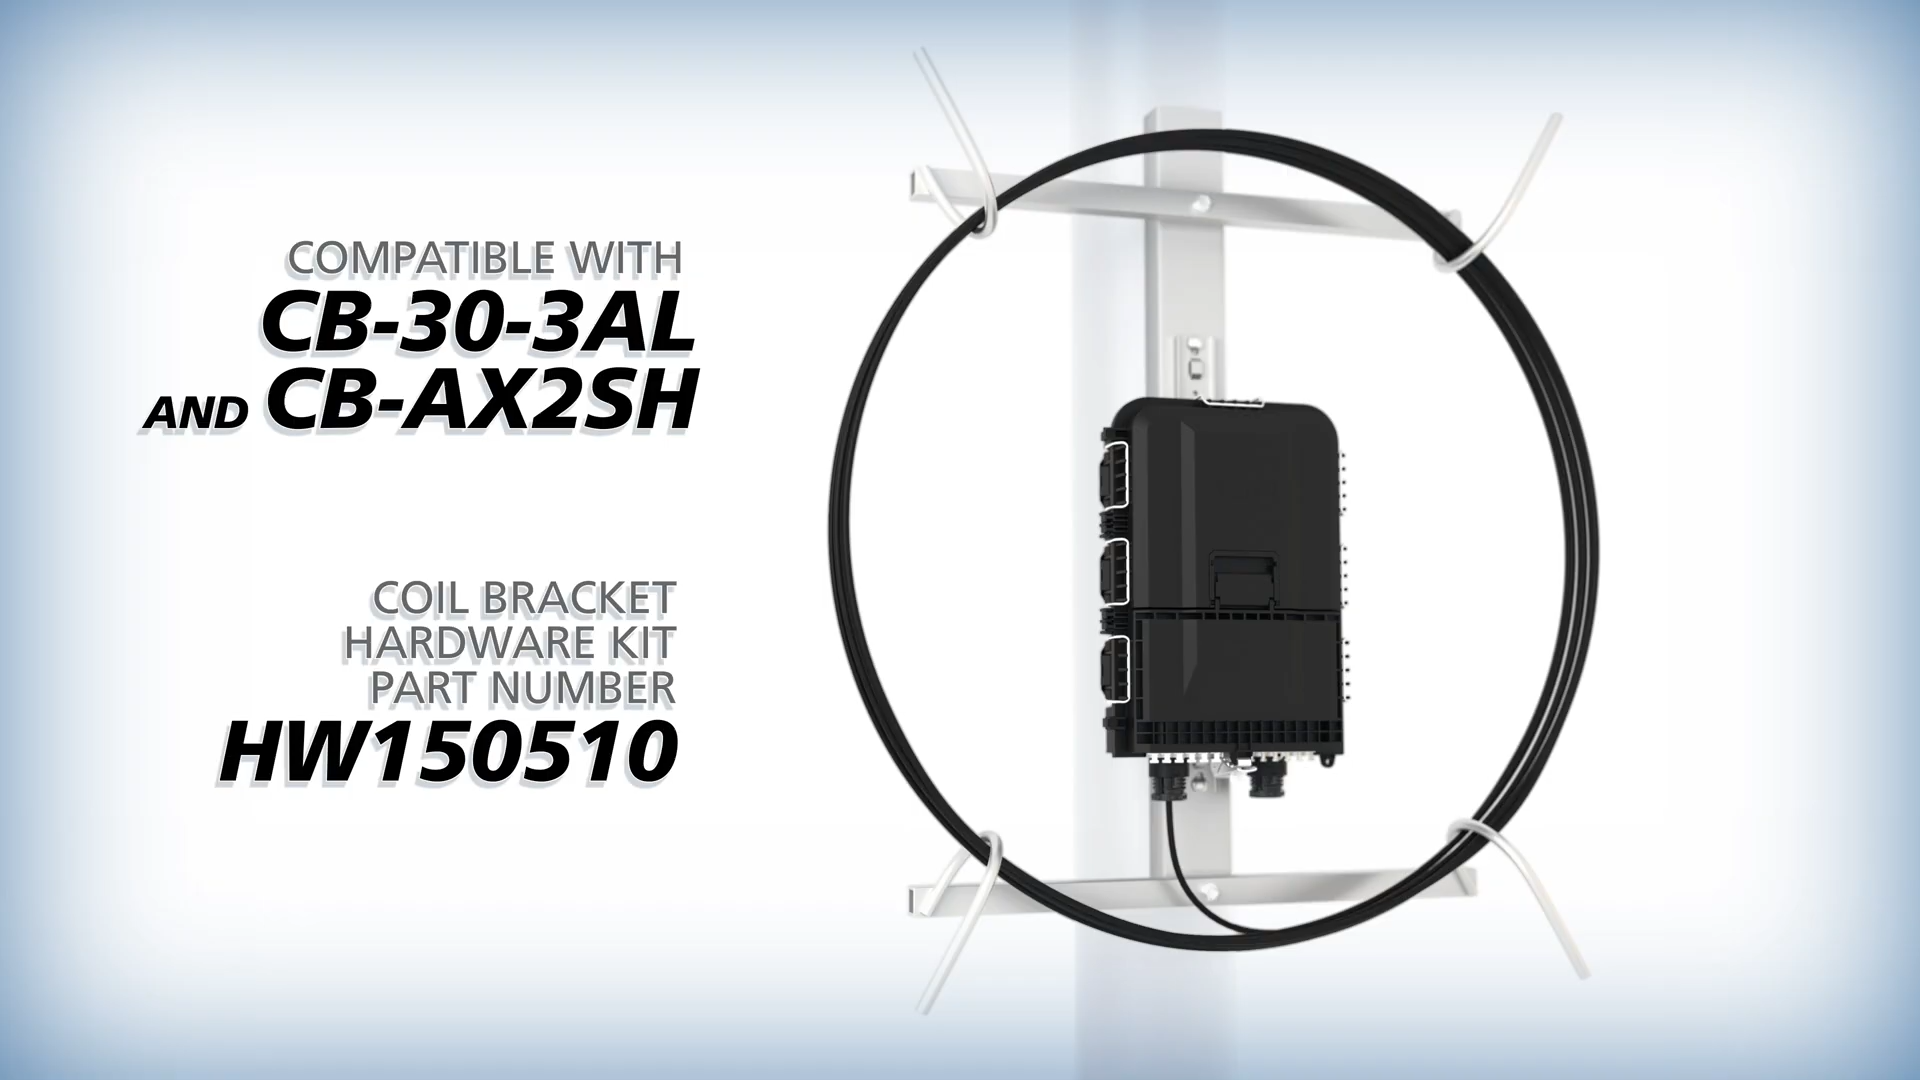 COMPATIBLE WITH
CB-30-3AL
AND CB-AX2SH
COIL BRACKET
HARDWARE KIT
PART NUMBER
HW150510